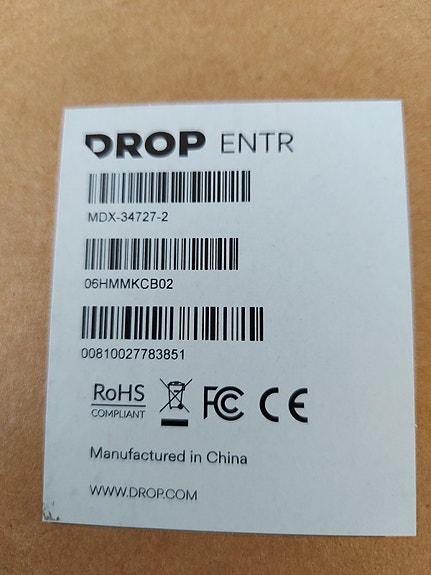 DROP ENTR
MDX-34727-2
06HMMKCB02
00810027783851
RoHS
COMPLIANT
FC CE
Manufactured in China
WWW.DROP.COM